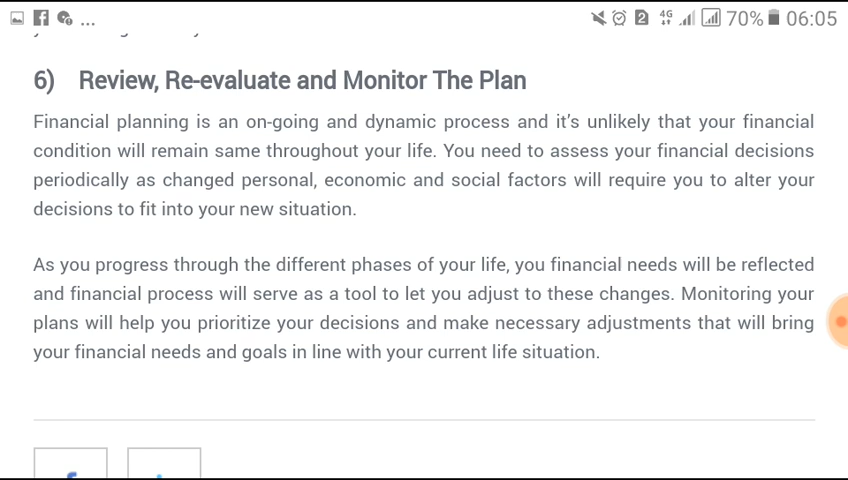 ... 2 4G 70% 06:05
6) Review, Re-evaluate and Monitor The Plan
Financial planning is an on-going and dynamic process and it's unlikely that your financial
condition will remain same throughout your life. You need to assess your financial decisions
periodically as changed personal, economic and social factors will require you to alter your
decisions to fit into your new situation.
As you progress through the different phases of your life, you financial needs will be reflected
and financial process will serve as a tool to let you adjust to these changes. Monitoring your
plans will help you prioritize your decisions and make necessary adjustments that will bring
your financial needs and goals in line with your current life situation.